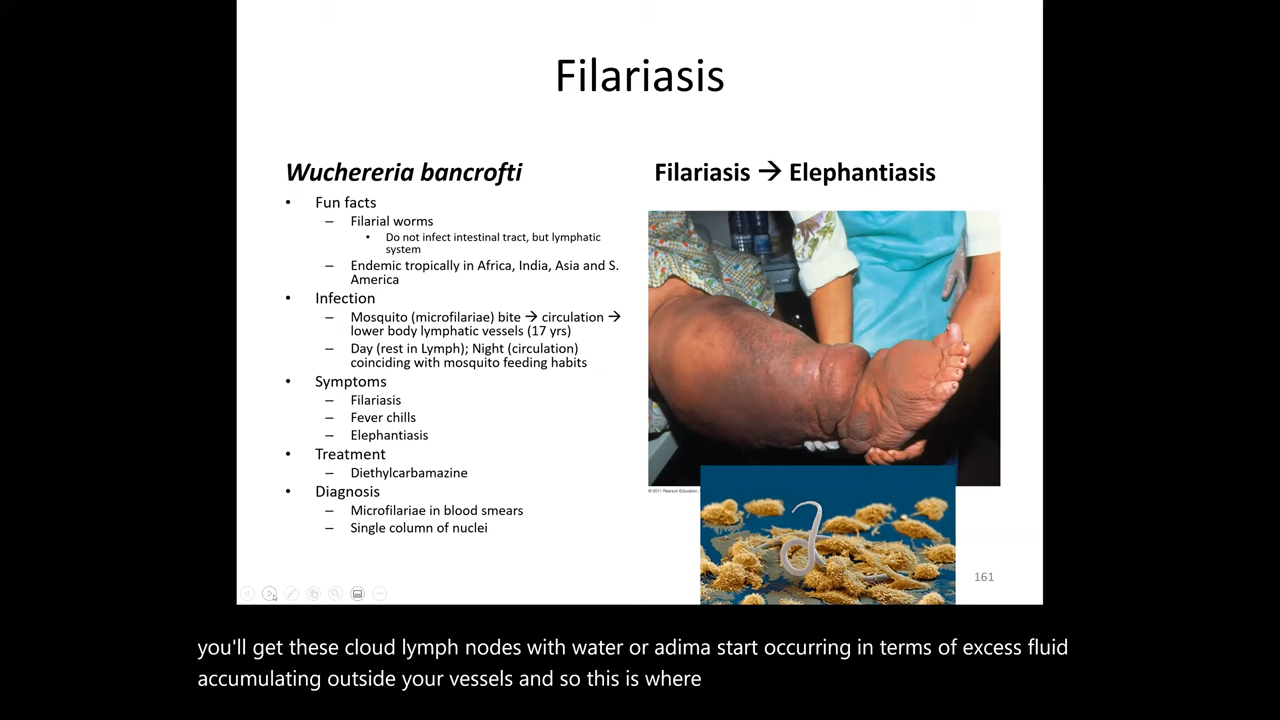 Filariasis
Wuchereria bancrofti
• Fun facts
– Filarial worms
• Do not infect intestinal tract, but lymphatic
system
– Endemic tropically in Africa, India, Asia and S.
America
• Infection
– Mosquito (microfilariae) bite → circulation →
lower body lymphatic vessels (17 yrs)
– Day (rest in Lymph); Night (circulation)
coinciding with mosquito feeding habits
• Symptoms
– Filariasis
– Fever chills
– Elephantiasis
• Treatment
– Diethylcarbamazine
• Diagnosis
– Microfilariae in blood smears
– Single column of nuclei
Filariasis → Elephantiasis
© 2011 Pearson Education,
161
you'll get these cloud lymph nodes with water or adima start occurring in terms of excess fluid
accumulating outside your vessels and so this is where